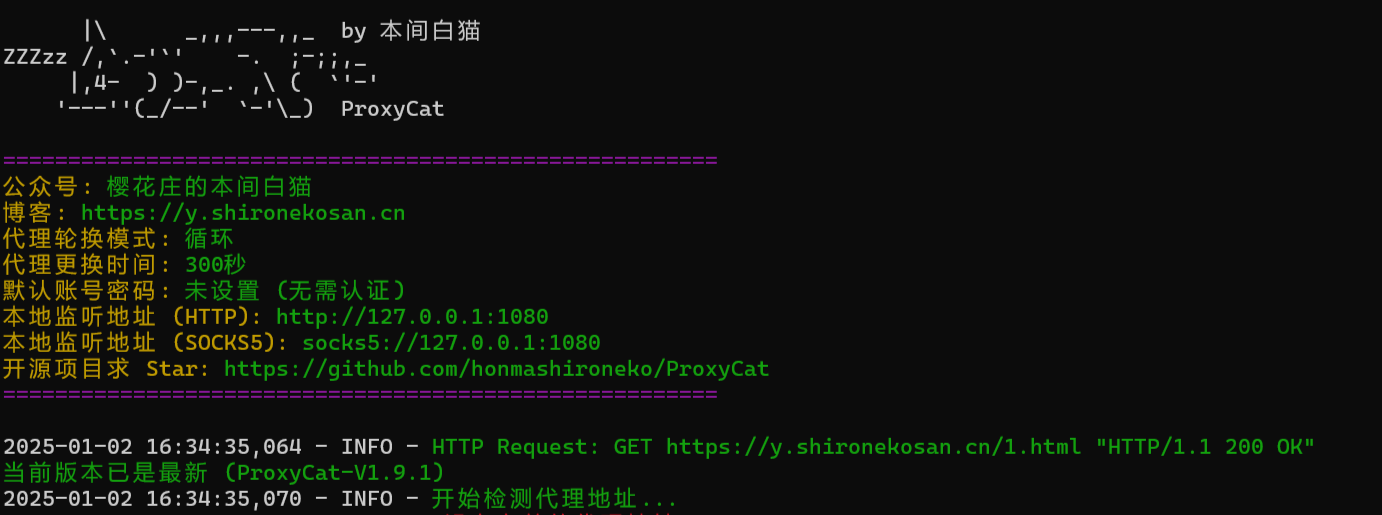 |\      _,,,---,,_  by 本间白猫
ZZZzz /,`.-'`'    -.  ;-;;,_
|,4-  ) )-,_. ,\ (  `'-'
'---''(_/--'  `-'\_)  ProxyCat
=======================================================
公众号: 樱花庄的本间白猫
博客: https://y.shironekosan.cn
代理轮换模式: 循环
代理更换时间: 300秒
默认账号密码: 未设置 (无需认证)
本地监听地址 (HTTP): http://127.0.0.1:1080
本地监听地址 (SOCKS5): socks5://127.0.0.1:1080
开源项目求 Star: https://github.com/honmashironeko/ProxyCat
=======================================================
2025-01-02 16:34:35,064 - INFO - HTTP Request: GET https://y.shironekosan.cn/1.html "HTTP/1.1 200 OK"
当前版本已是最新 (ProxyCat-V1.9.1)
2025-01-02 16:34:35,070 - INFO - 开始检测代理地址...